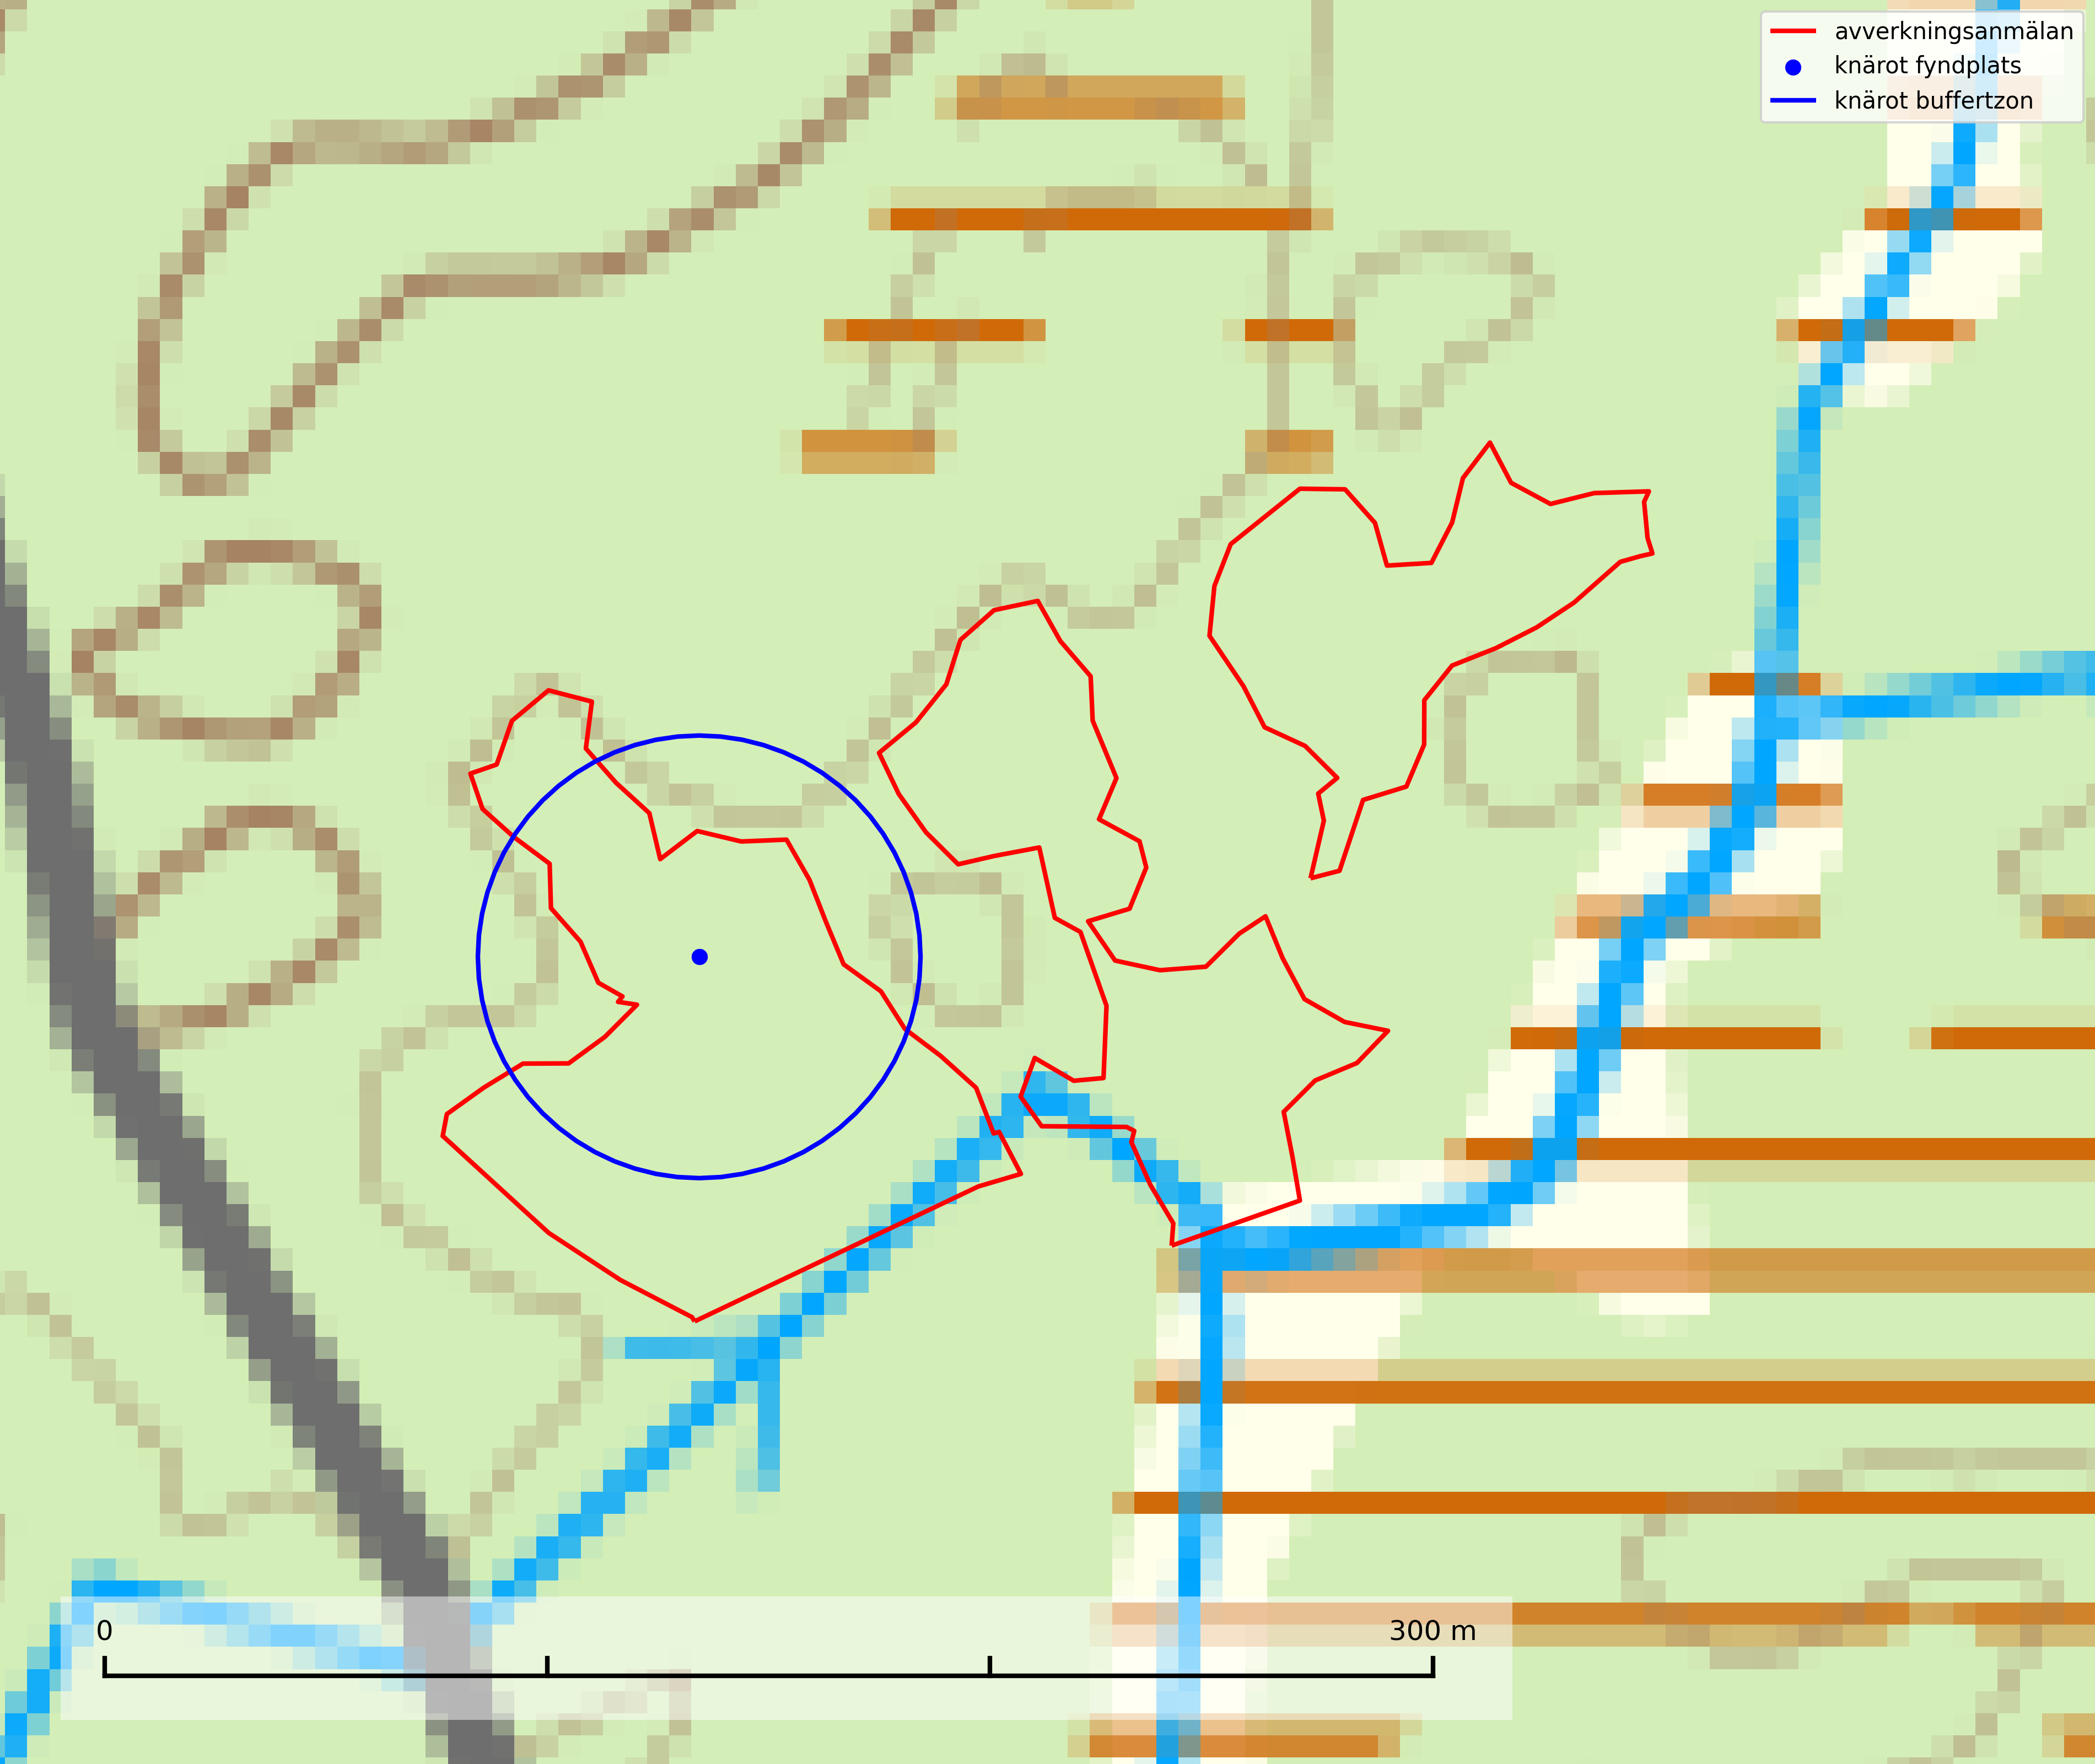 avverkningsanmälan
knärot fyndplats
knärot buffertzon
0 300 m